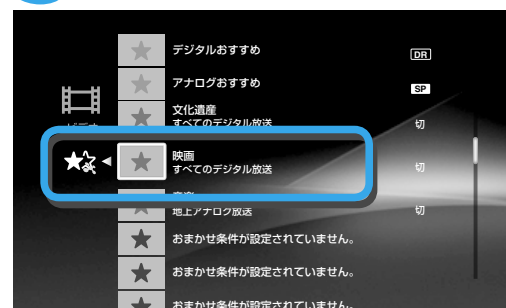 デジタルおすすめ DR
アナログおすすめ SP
文化遺産
すべてのデジタル放送 切
映画
すべてのデジタル放送 切
地上アナログ放送 切
おまかせ条件が設定されていません。
おまかせ条件が設定されていません。
おまかせ条件が設定されていません。